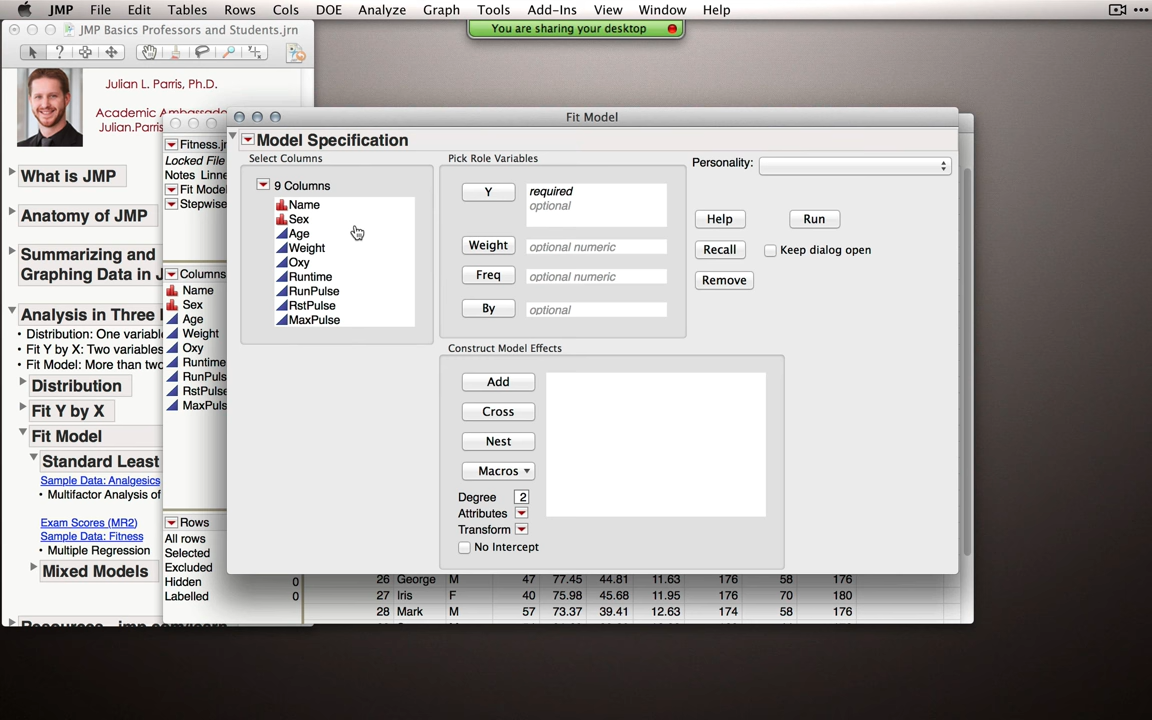 JMP File Edit Tables Rows Cols DOE Analyze Graph Tools Add-Ins View Window Help
JMP Basics Professors and Students.jrn
You are sharing your desktop
Julian L. Parris, Ph.D.
Academic
Julian.Parris
What is JMP
Anatomy of JMP
Summarizing and
Graphing Data in
Analysis in Three
• Distribution: One
• Fit Y by X: Two variables
• Fit Model: More than two
Distribution
Fit Y by X
Fit Model
Standard Least
Sample Data: Analgesics
• Multifactor Analysis of
Exam Scores (MR2)
Sample Data: Fitness
• Multiple Regression
Mixed Models
Locked File
Notes
Fit
Stepwise
Columns
Name
Sex
Age
Weight
Oxy
Runtime
Rows
All rows
Selected
Excluded
Hidden 0
Labelled 0
Fit Model
Model Specification
Select Columns
9 Columns
Name
Sex
Age
Weight
Oxy
Runtime
RunPulse
RstPulse
MaxPulse
Pick Role Variables
Y required
optional
Weight optional numeric
Freq optional numeric
By optional
Personality:
Help Run
Recall Keep dialog open
Remove
Construct Model Effects
Add
Cross
Nest
Macros
Degree 2
Attributes
Transform
No Intercept
26 George M 47 77.45 44.81 11.63 176 58 176
27 Iris F 40 75.98 45.68 11.95 176 70 180
28 Mark M 57 73.37 39.41 12.63 174 58 176